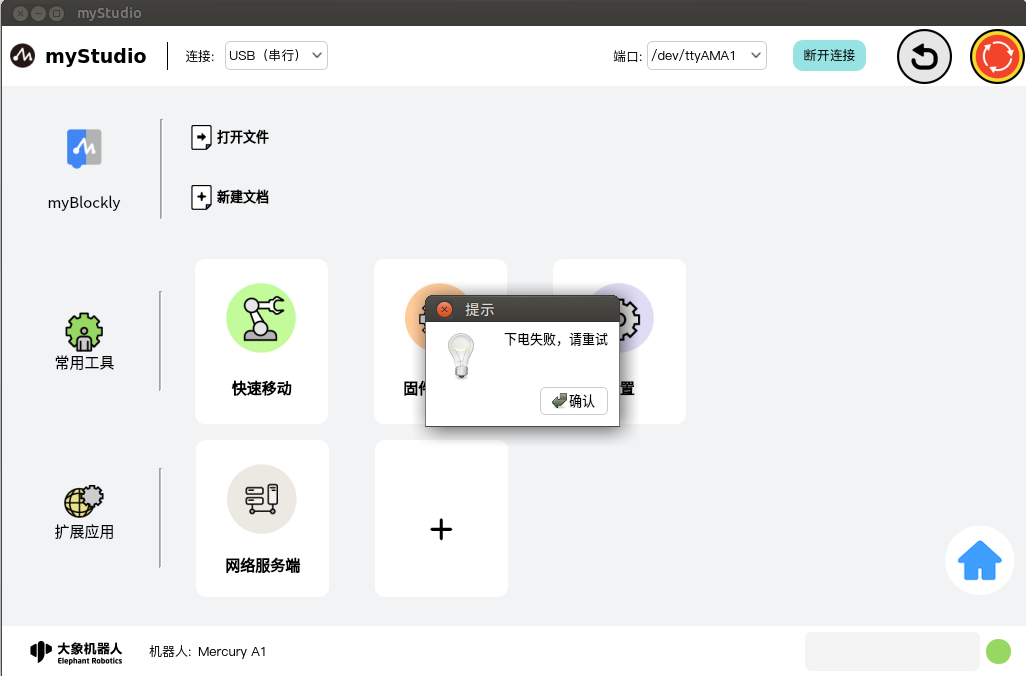 myStudio
myStudio
连接:
USB（串行）
端口:
/dev/ttyAMA1
断开连接
myBlockly
打开文件
新建文档
常用工具
快速移动
固件
置
提示
下电失败，请重试
确认
扩展应用
网络服务端
+
大象机器人
Elephant Robotics
机器人: Mercury A1